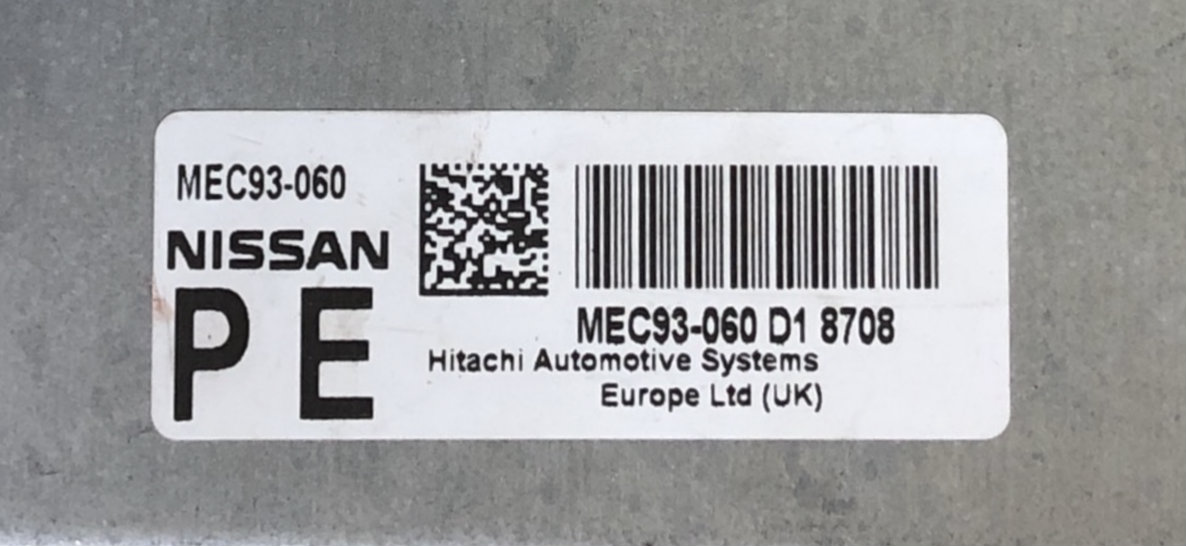 MEC93-060
NISSAN
P E
MEC93-060 D1 8708
Hitachi Automotive Systems
Europe Ltd (UK)